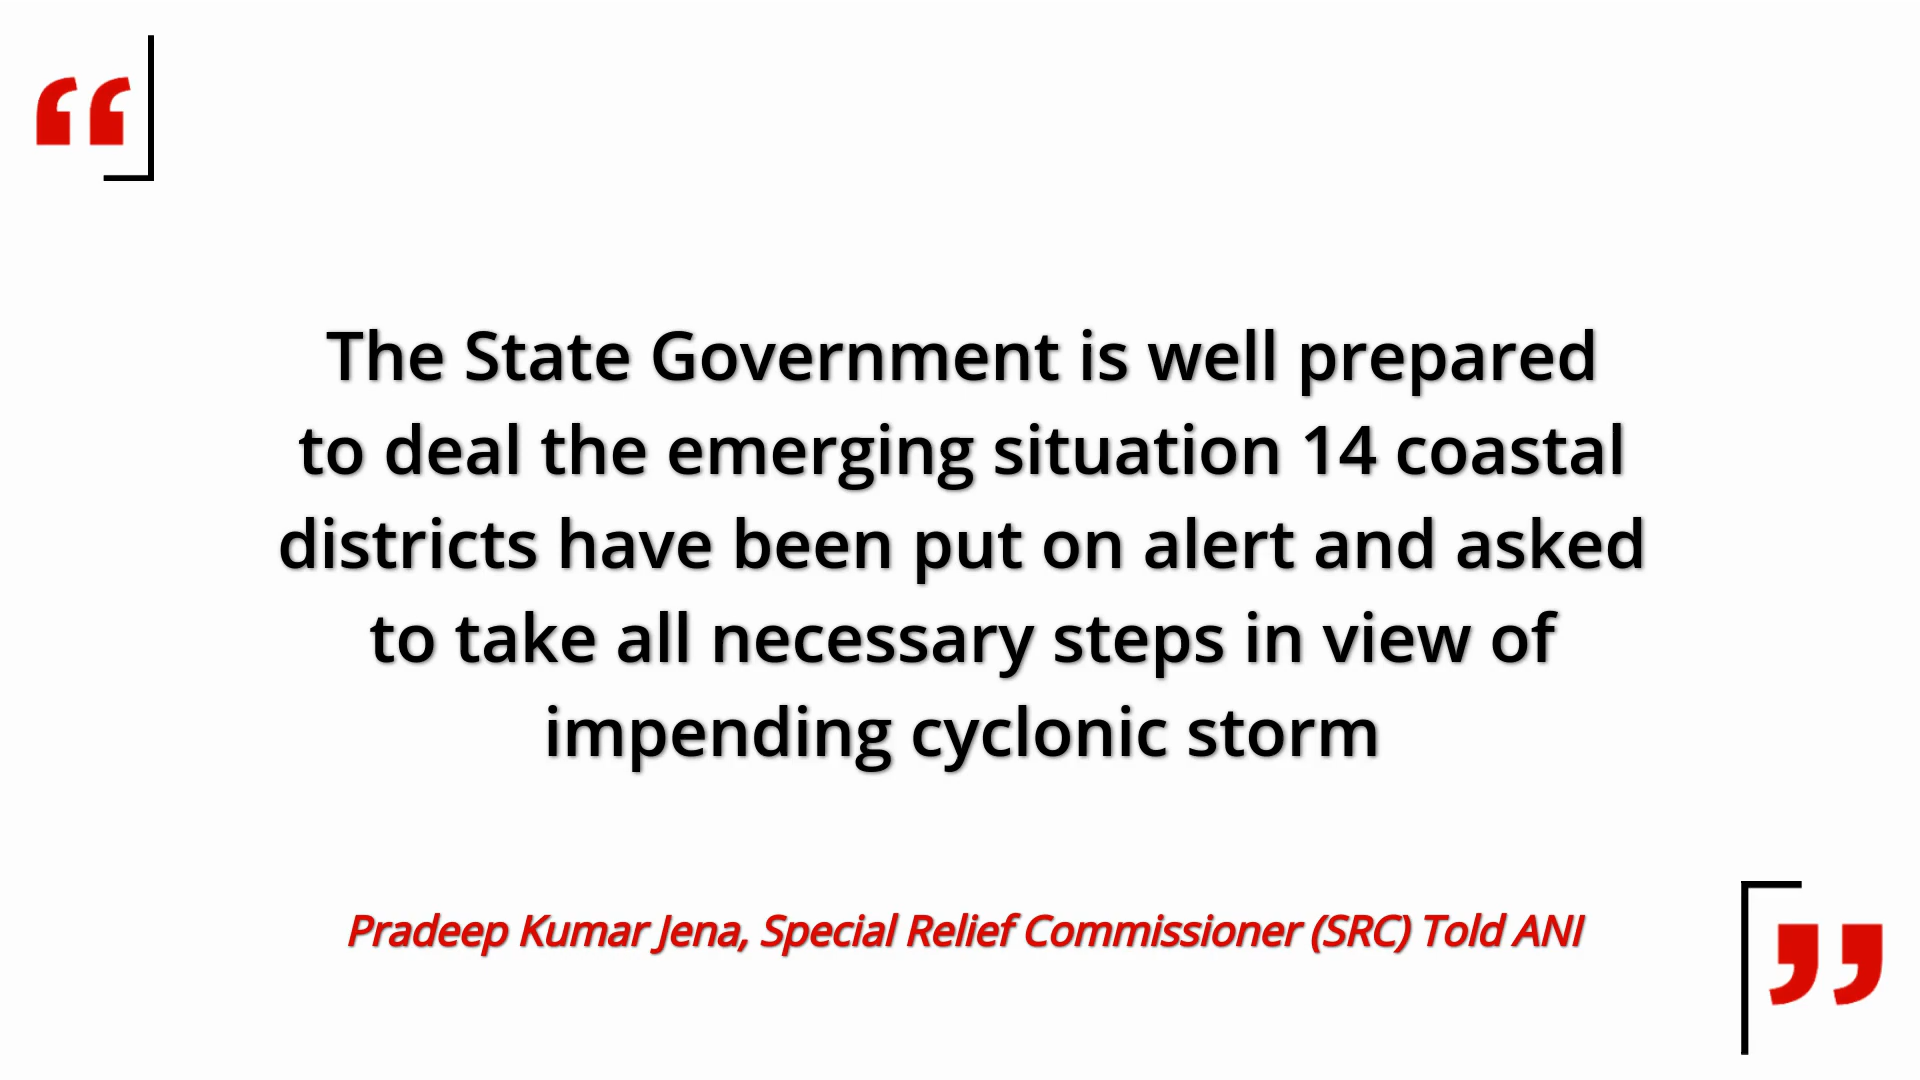 The State Government is well prepared
to deal the emerging situation 14 coastal
districts have been put on alert and asked
to take all necessary steps in view of
impending cyclonic storm
Pradeep Kumar Jena, Special Relief Commissioner (SRC) Told ANI